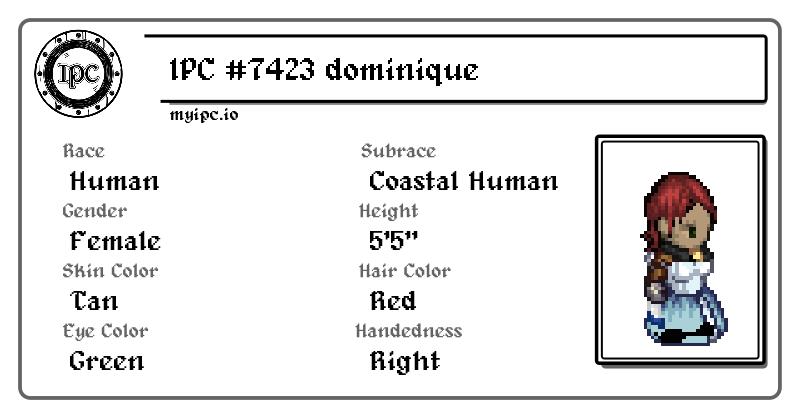 IPC
IPC #7423 dominique
myipc.io
Race
Human
Subrace
Coastal Human
Gender
Female
Height
5'5"
Skin Color
Tan
Hair Color
Red
Eye Color
Green
Handedness
Right